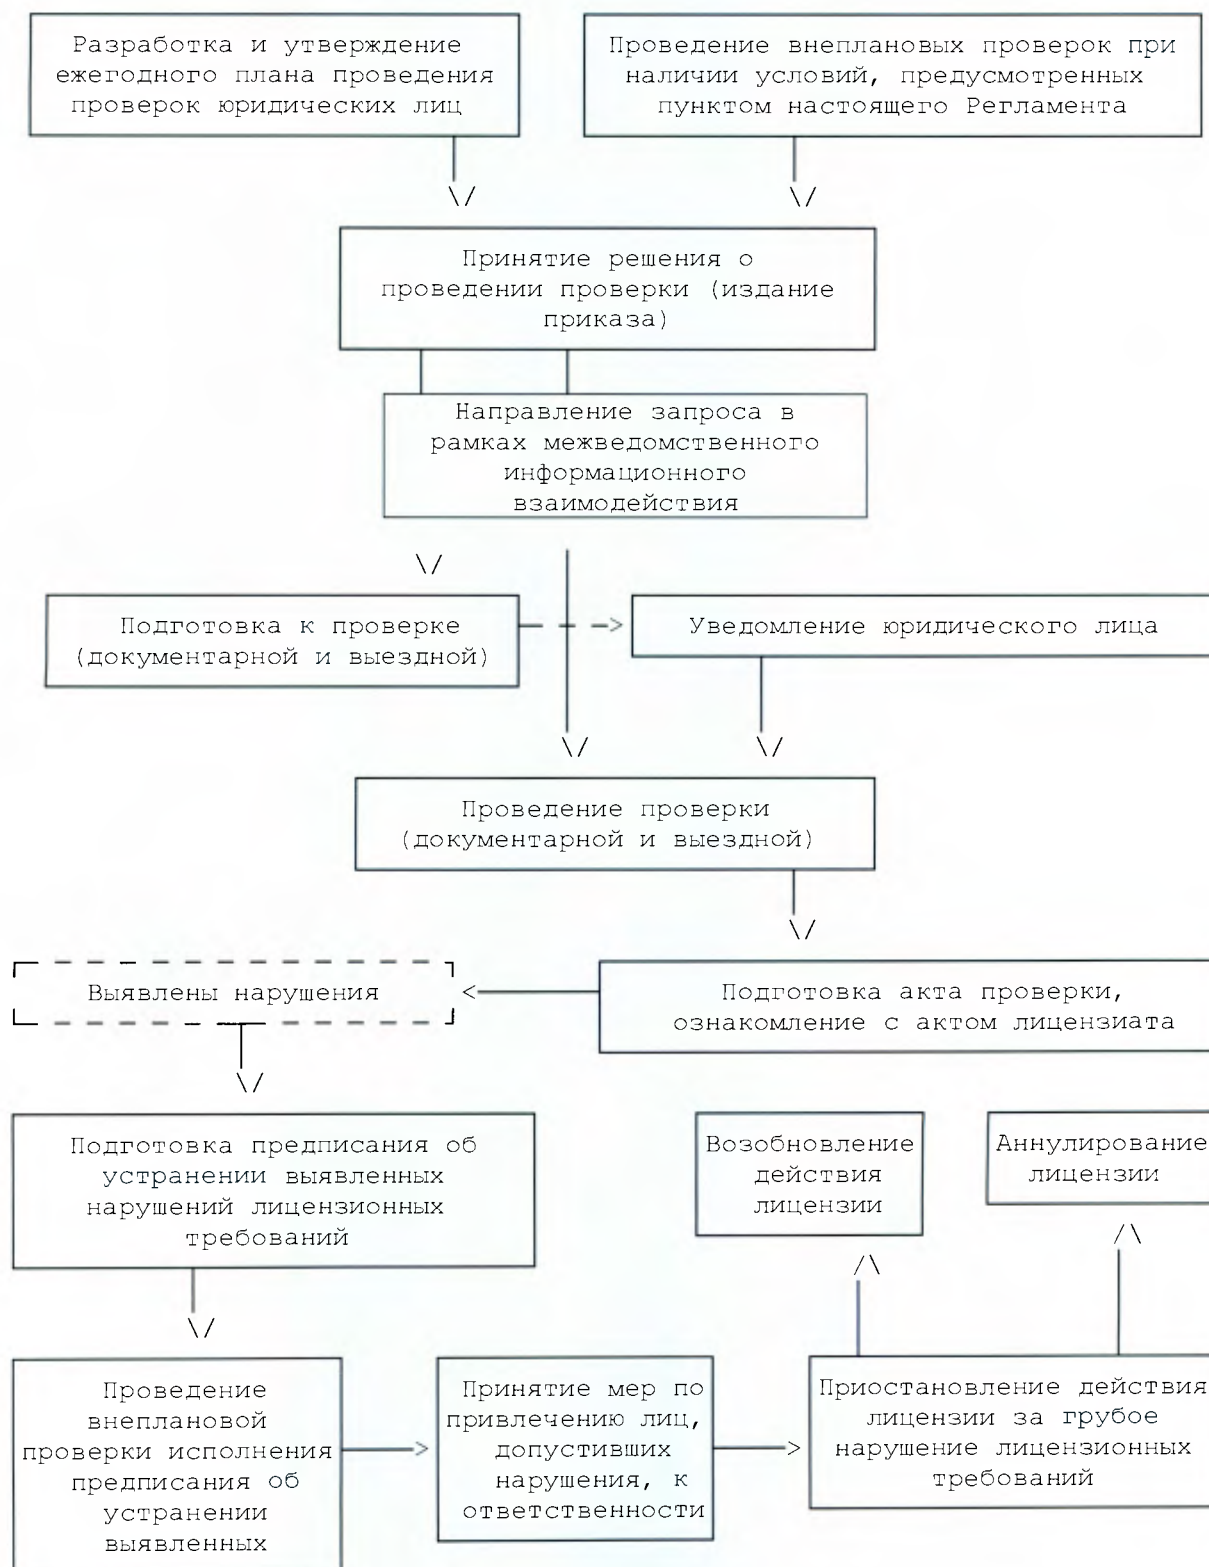 Разработка и утверждение
ежегодного плана проведения
проверок юридических лиц
Проведение внеплановых проверок при
наличии условий, предусмотренных
пунктом настоящего Регламента
Принятие решения о
проведении проверки (издание
приказа)
Направление запроса в
рамках межведомственного
информационного
взаимодействия
Подготовка к проверке
(документарной и выездной)
Уведомление юридического лица
Проведение проверки
(документарной и выездной)
Выявлены нарушения
Подготовка акта проверки,
ознакомление с актом лицензиата
Подготовка предписания об
устранении выявленных
нарушений лицензионных
требований
Возобновление
действия
лицензии
Аннулирование
лицензии
Проведение
внеплановой
проверки исполнения
предписания об
устранении
выявленных
Принятие мер по
привлечению лиц,
допустивших
нарушения, к
ответственности
Приостановление действия
лицензии за грубое
нарушение лицензионных
требований